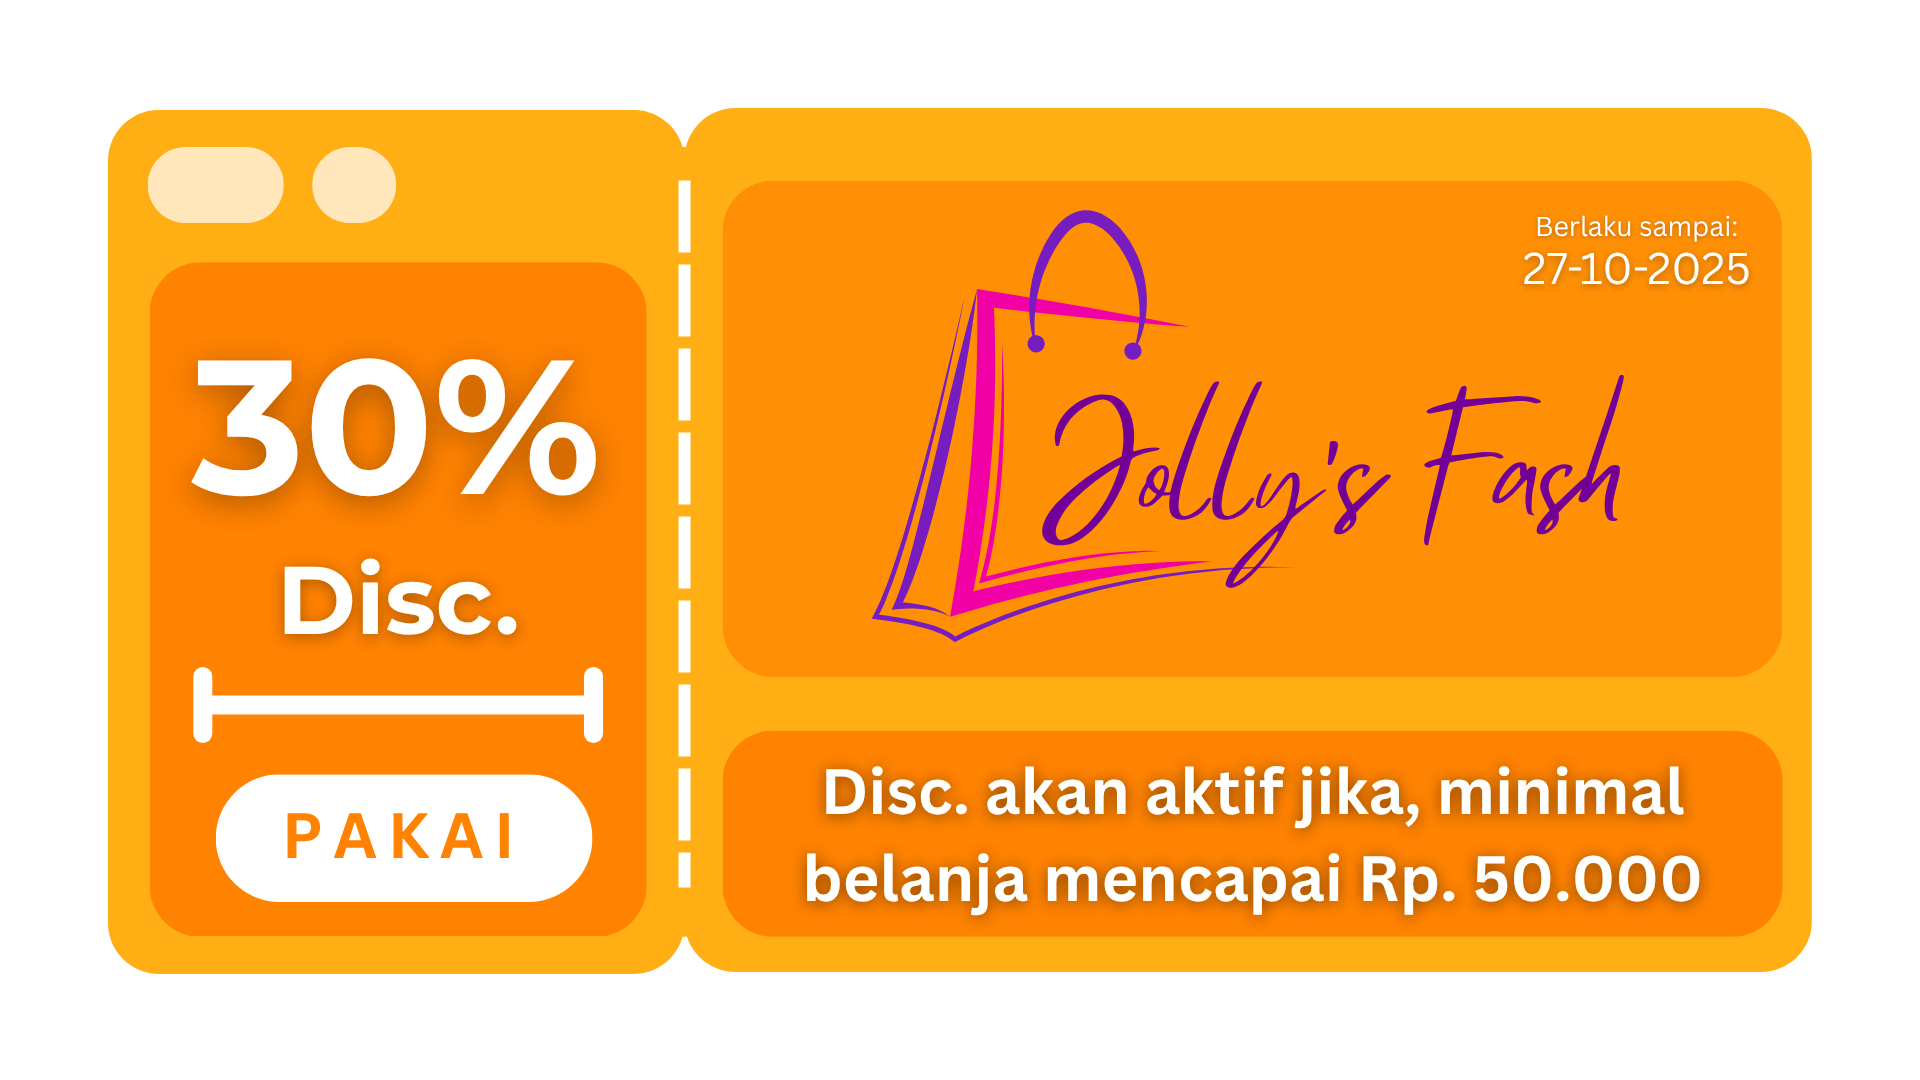 30%
Disc.
PAKAI
Berlaku sampai:
27-10-2025
Jolly's Fash
Disc. akan aktif jika, minimal
belanja mencapai Rp. 50.000